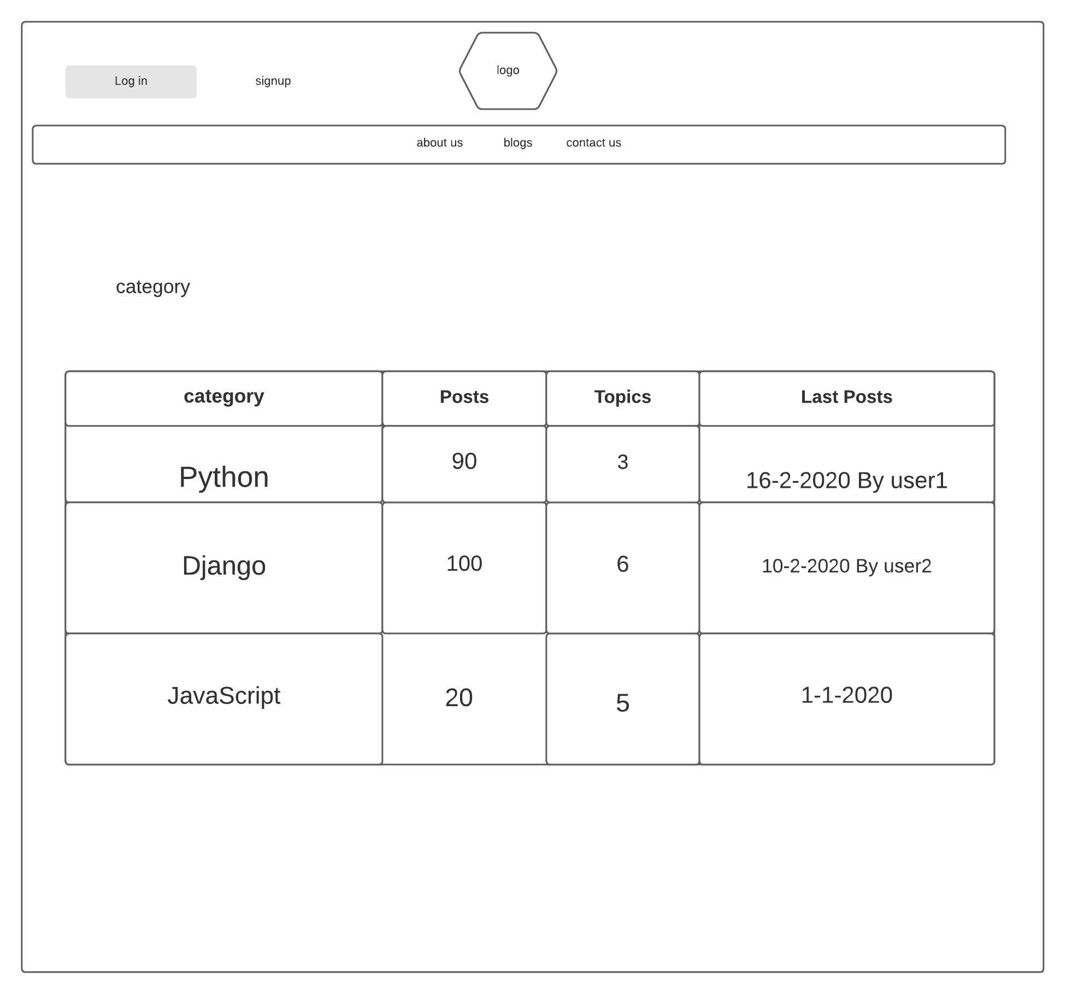 logo
Log in
signup
about us
blogs
contact us
category
category
Posts
Topics
Last Posts
Python
90
3
16-2-2020 By user1
Django
100
6
10-2-2020 By user2
JavaScript
20
5
1-1-2020